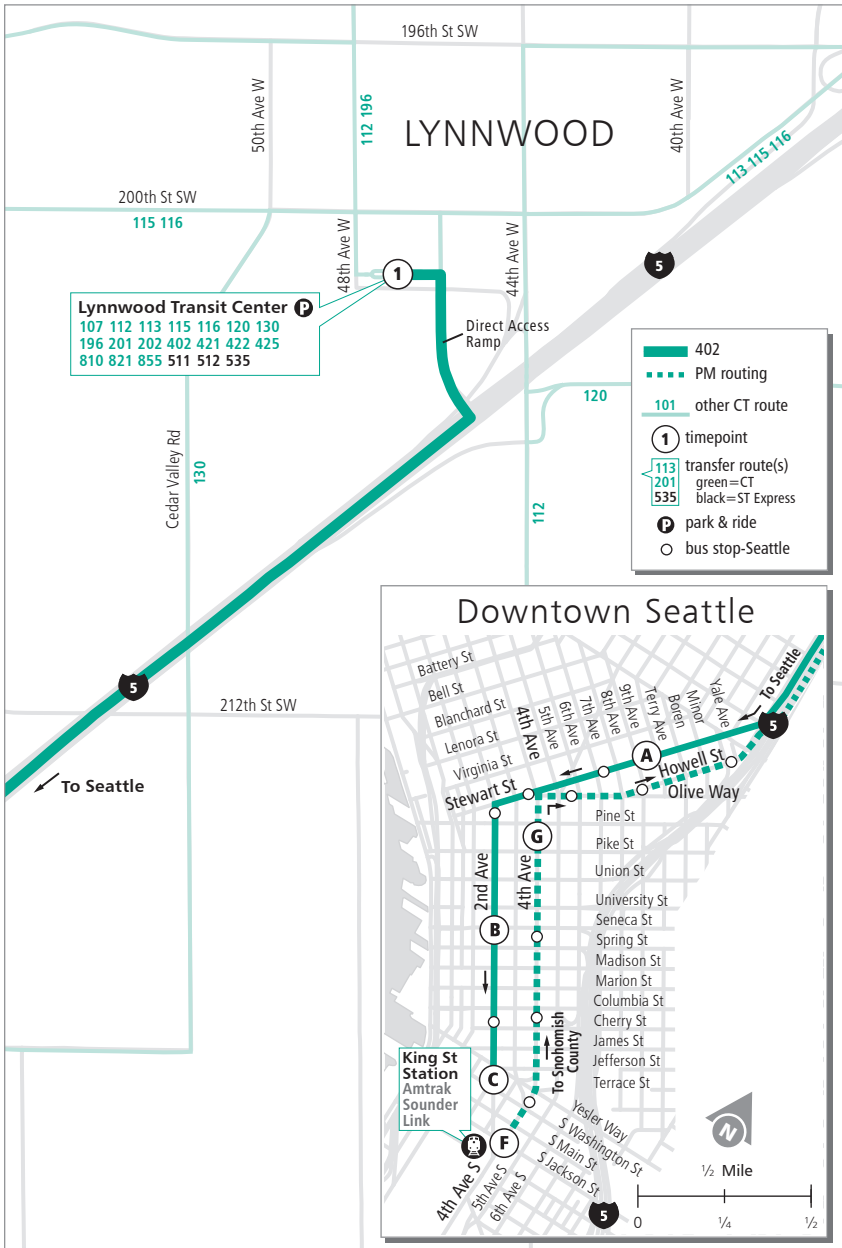 196th St SW
50th Ave W
112 196
LYNNWOOD
40th Ave W
113 115 116
200th St SW
115 116
48th Ave W
44th Ave W
5
1
Lynnwood Transit Center P
107 112 113 115 116 120 130
196 201 202 402 421 422 425
810 821 855 511 512 535
Direct Access
Ramp
402
PM routing
101 other CT route
1 timepoint
113 transfer route(s)
201 green=CT
535 black=ST Express
P park & ride
bus stop-Seattle
120
Cedar Valley Rd
130
112
5
212th St SW
To Seattle
Downtown Seattle
Battery St
Bell St
Blanchard St
Lenora St
Virginia St
Stewart St
4th Ave
5th Ave
6th Ave
7th Ave
8th Ave
9th Ave
Terry Ave
Boren
Minor
Yale Ave
To Seattle
5
A
Howell St
Olive Way
Pine St
G
Pike St
Union St
2nd Ave
4th Ave
University St
Seneca St
B
Spring St
Madison St
Marion St
Columbia St
Cherry St
James St
Jefferson St
Terrace St
To Snohomish
County
King St
Station
Amtrak
Sounder
Link
C
F
Yesler Way
S Washington St
S Main St
S Jackson St
4th Ave S
5th Ave S
6th Ave S
5
N
½ Mile
0 ¼ ½